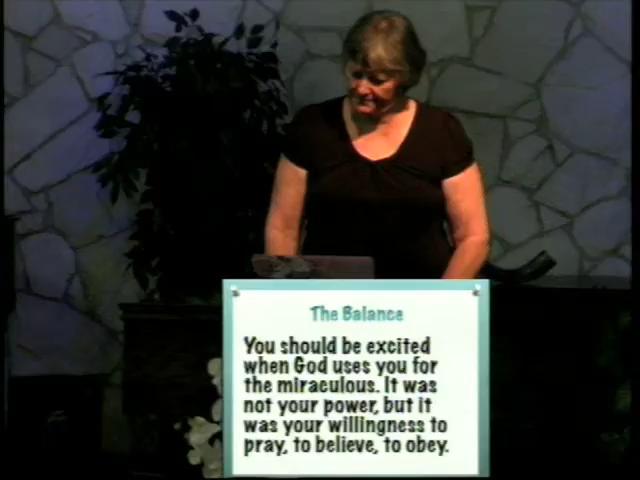 The Balance
You should be excited
when God uses you for
the miraculous. It was
not your power, but it
was your willingness to
pray, to believe, to obey.